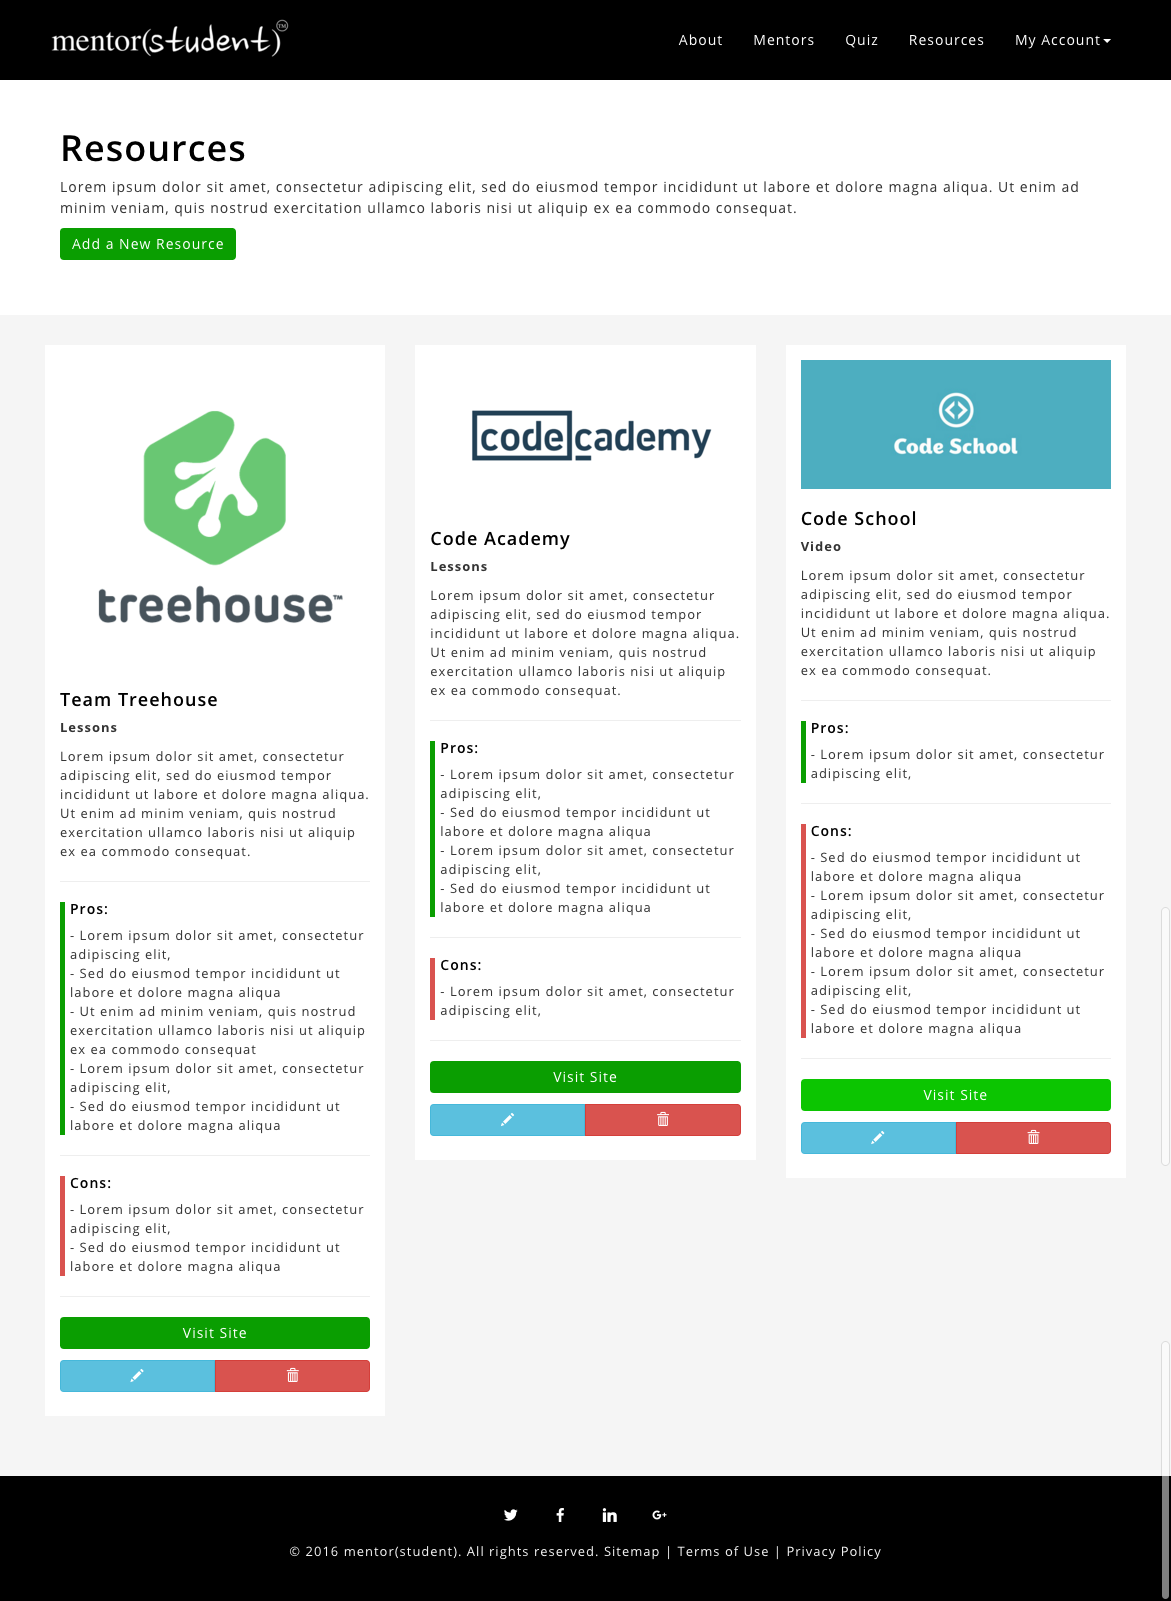 mentor(student)™
About Mentors Quiz Resources My Account
Resources
Lorem ipsum dolor sit amet, consectetur adipiscing elit, sed do eiusmod tempor incididunt ut labore et dolore magna aliqua. Ut enim ad
minim veniam, quis nostrud exercitation ullamco laboris nisi ut aliquip ex ea commodo consequat.
Add a New Resource
treehouse™
Team Treehouse
Lessons
Lorem ipsum dolor sit amet, consectetur
adipiscing elit, sed do eiusmod tempor
incididunt ut labore et dolore magna aliqua.
Ut enim ad minim veniam, quis nostrud
exercitation ullamco laboris nisi ut aliquip
ex ea commodo consequat.
Pros:
- Lorem ipsum dolor sit amet, consectetur
adipiscing elit,
- Sed do eiusmod tempor incididunt ut
labore et dolore magna aliqua
- Ut enim ad minim veniam, quis nostrud
exercitation ullamco laboris nisi ut aliquip
ex ea commodo consequat
- Lorem ipsum dolor sit amet, consectetur
adipiscing elit,
- Sed do eiusmod tempor incididunt ut
labore et dolore magna aliqua
Cons:
- Lorem ipsum dolor sit amet, consectetur
adipiscing elit,
- Sed do eiusmod tempor incididunt ut
labore et dolore magna aliqua
Visit Site
code_cademy
Code Academy
Lessons
Lorem ipsum dolor sit amet, consectetur
adipiscing elit, sed do eiusmod tempor
incididunt ut labore et dolore magna aliqua.
Ut enim ad minim veniam, quis nostrud
exercitation ullamco laboris nisi ut aliquip
ex ea commodo consequat.
Pros:
- Lorem ipsum dolor sit amet, consectetur
adipiscing elit,
- Sed do eiusmod tempor incididunt ut
labore et dolore magna aliqua
- Lorem ipsum dolor sit amet, consectetur
adipiscing elit,
- Sed do eiusmod tempor incididunt ut
labore et dolore magna aliqua
Cons:
- Lorem ipsum dolor sit amet, consectetur
adipiscing elit,
Visit Site
Code School
Code School
Video
Lorem ipsum dolor sit amet, consectetur
adipiscing elit, sed do eiusmod tempor
incididunt ut labore et dolore magna aliqua.
Ut enim ad minim veniam, quis nostrud
exercitation ullamco laboris nisi ut aliquip
ex ea commodo consequat.
Pros:
- Lorem ipsum dolor sit amet, consectetur
adipiscing elit,
Cons:
- Sed do eiusmod tempor incididunt ut
labore et dolore magna aliqua
- Lorem ipsum dolor sit amet, consectetur
adipiscing elit,
- Sed do eiusmod tempor incididunt ut
labore et dolore magna aliqua
- Lorem ipsum dolor sit amet, consectetur
adipiscing elit,
- Sed do eiusmod tempor incididunt ut
labore et dolore magna aliqua
Visit Site
© 2016 mentor(student). All rights reserved. Sitemap | Terms of Use | Privacy Policy